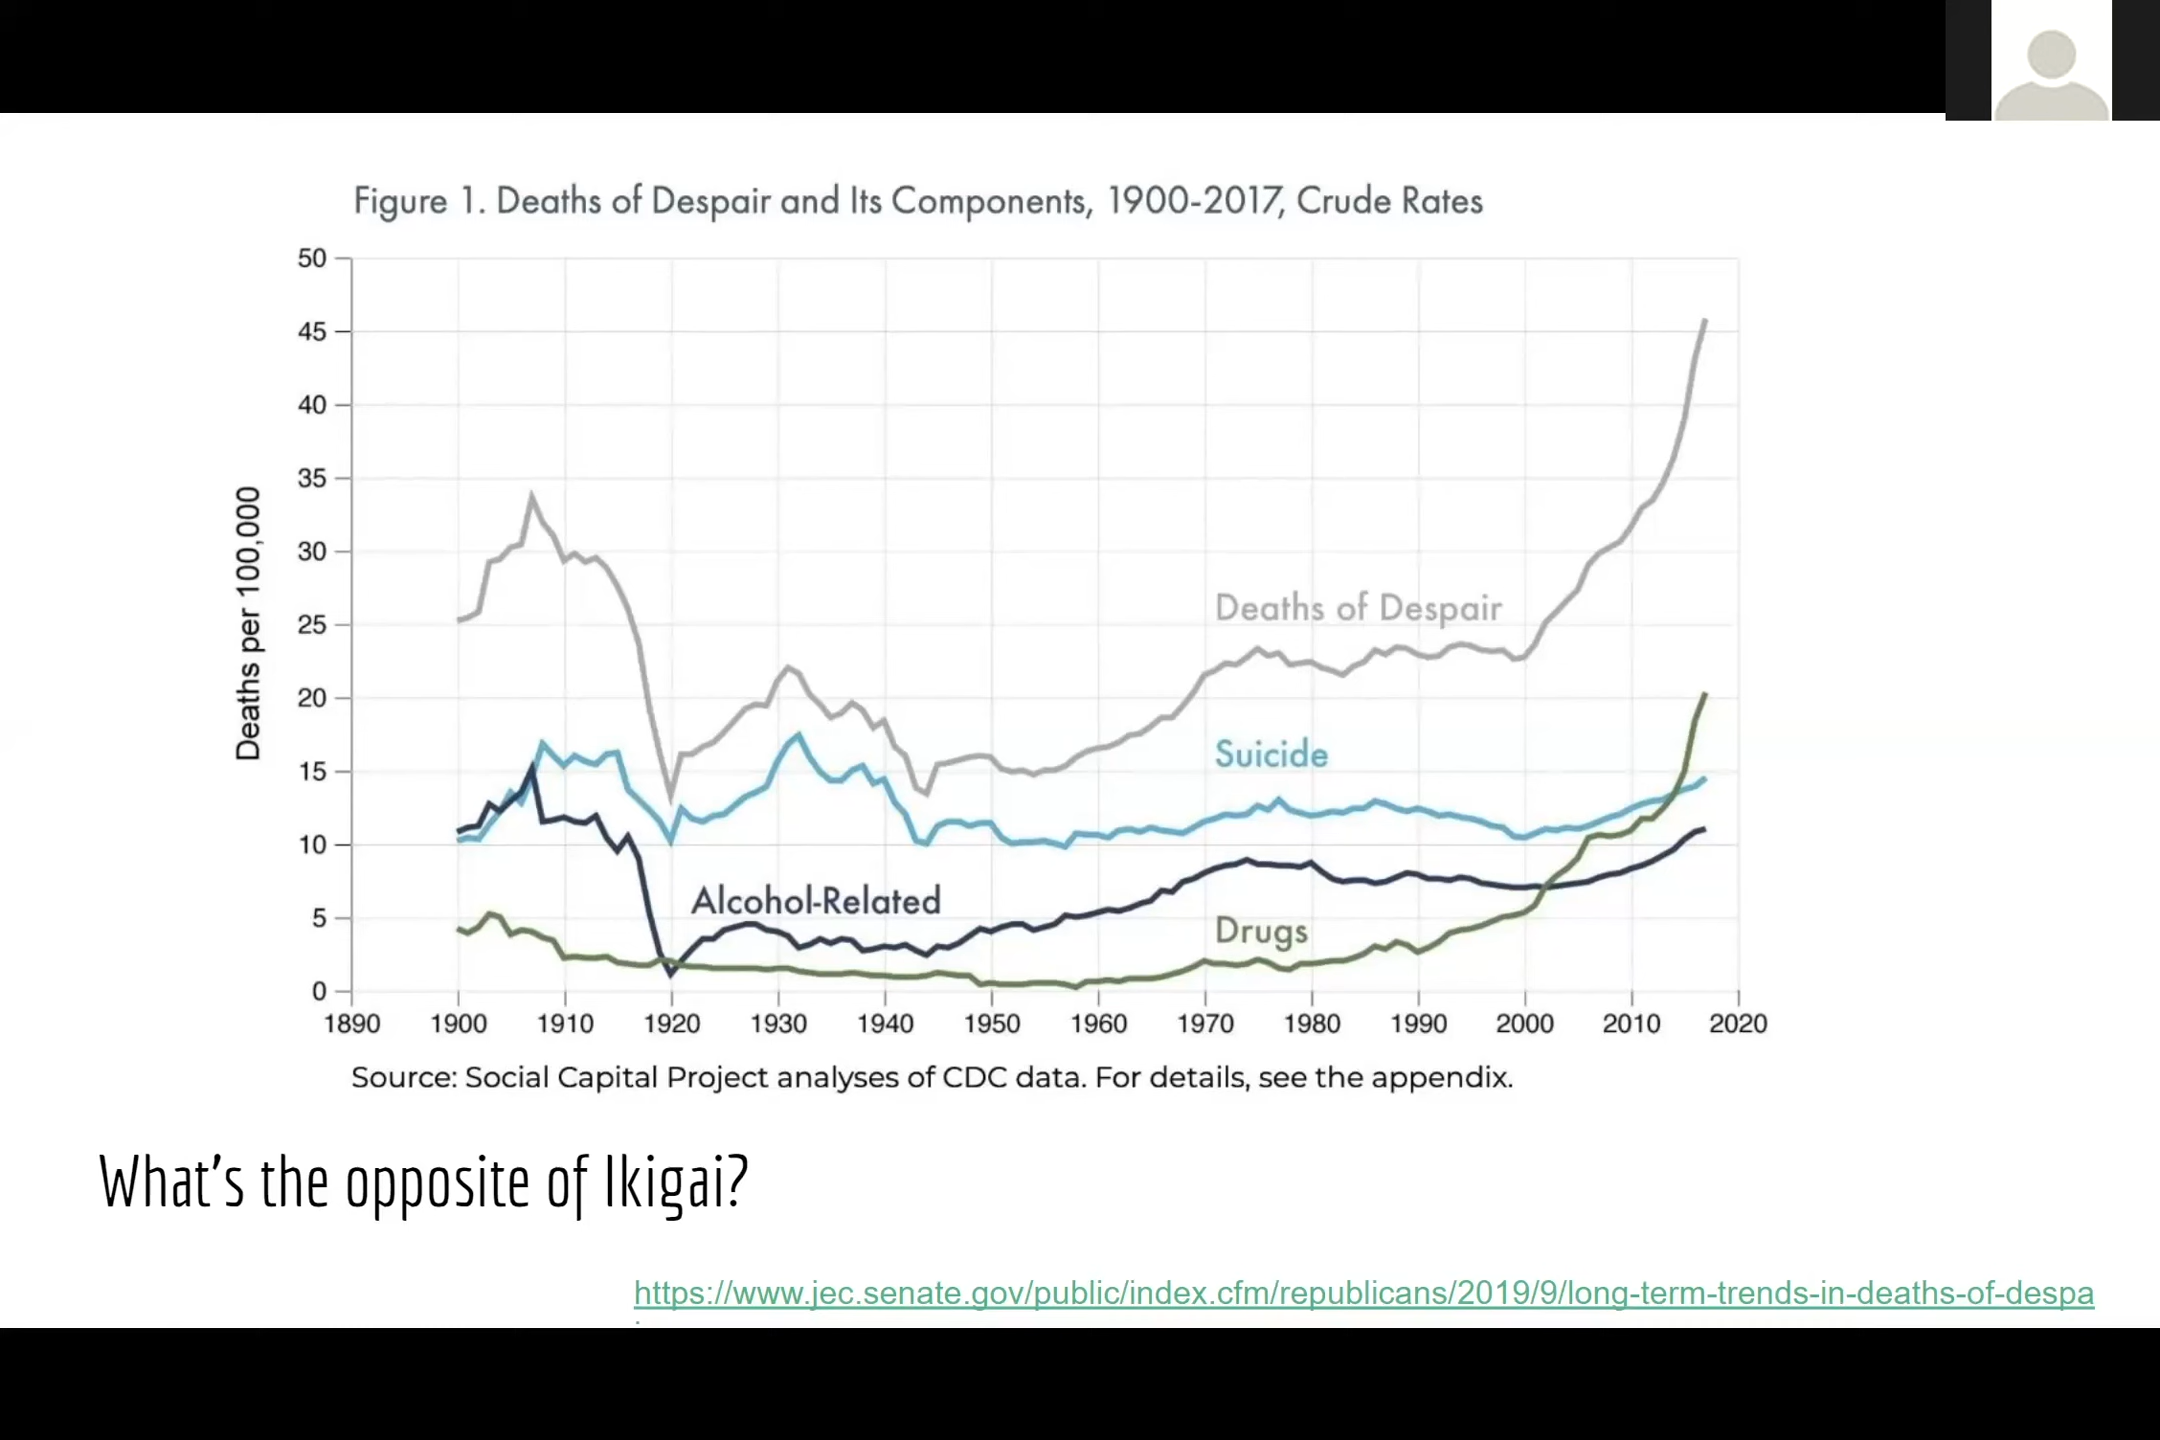 Figure 1. Deaths of Despair and Its Components, 1900-2017, Crude Rates
50
45
40
35
30
25
20
15
10
5
0
Deaths per 100,000
Deaths of Despair
Suicide
Alcohol-Related
Drugs
1890 1900 1910 1920 1930 1940 1950 1960 1970 1980 1990 2000 2010 2020
Source: Social Capital Project analyses of CDC data. For details, see the appendix.
What's the opposite of Ikigai?
https://www.jec.senate.gov/public/index.cfm/republicans/2019/9/long-term-trends-in-deaths-of-despa